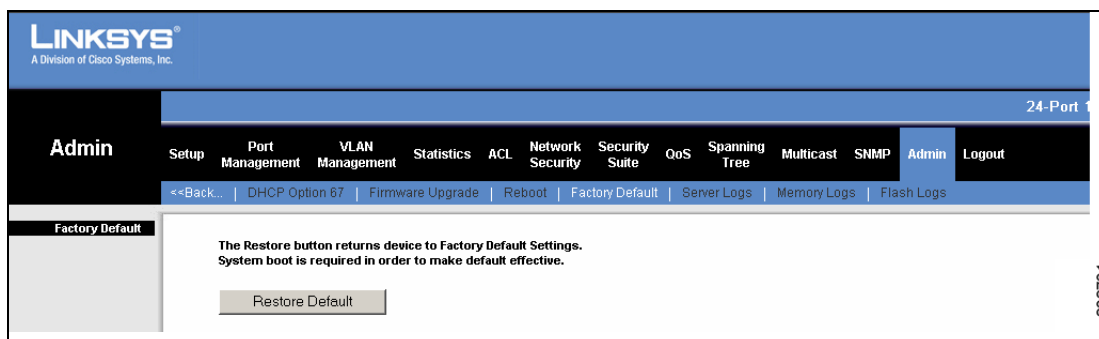 LINKSYS®
A Division of Cisco Systems, Inc.
24-Port
Admin
Setup Port Management VLAN Management Statistics ACL Network Security Security Suite QoS Spanning Tree Multicast SNMP Admin Logout
<<Back... | DHCP Option 67 | Firmware Upgrade | Reboot | Factory Default | Server Logs | Memory Logs | Flash Logs
Factory Default
The Restore button returns device to Factory Default Settings.
System boot is required in order to make default effective.
Restore Default